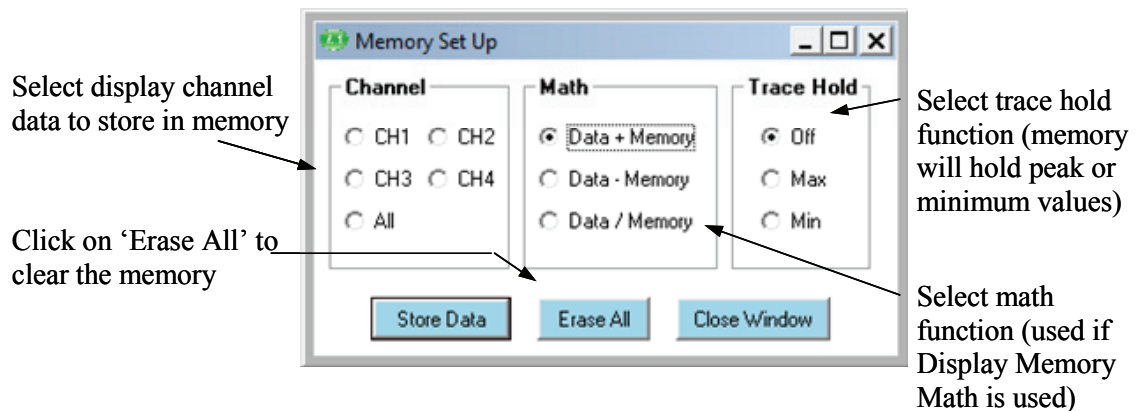 Memory Set Up
Select display channel
data to store in memory
Click on ‘Erase All’ to
clear the memory
Channel
CH1 CH2
CH3 CH4
All
Math
Data + Memory
Data - Memory
Data / Memory
Trace Hold
Off
Max
Min
Store Data
Erase All
Close Window
Select trace hold
function (memory
will hold peak or
minimum values)
Select math
function (used if
Display Memory
Math is used)